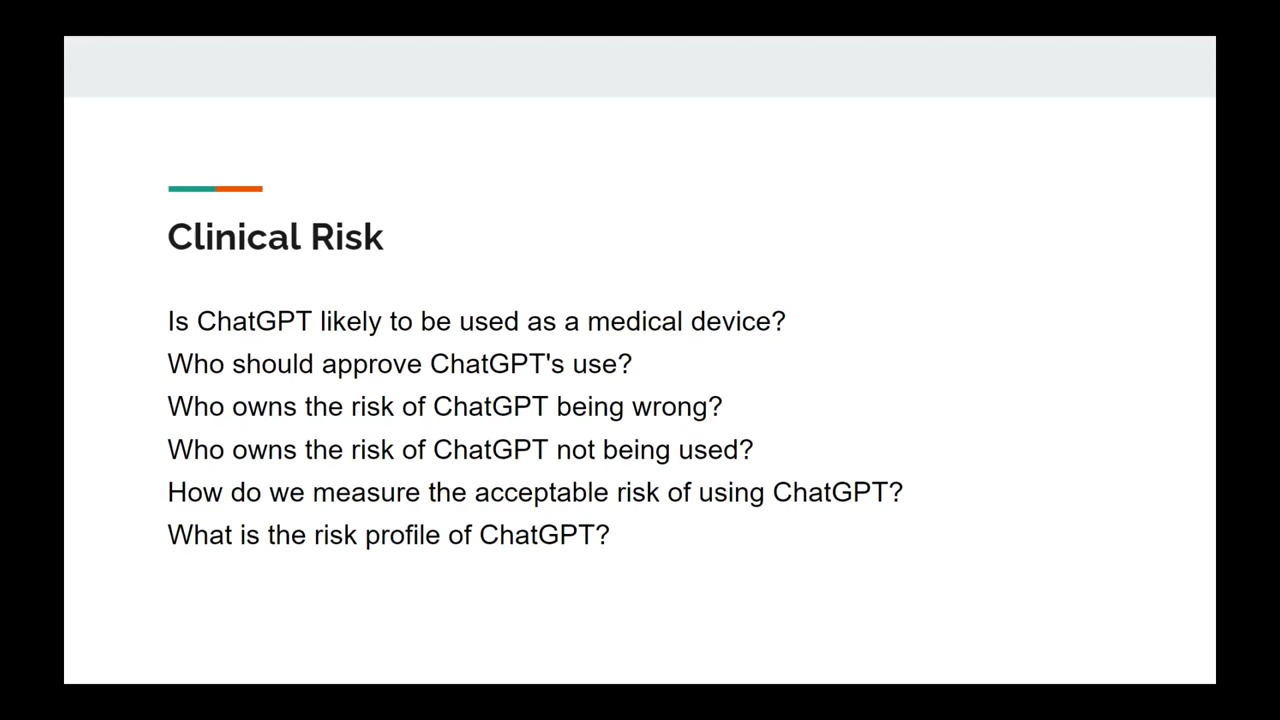 Clinical Risk
Is ChatGPT likely to be used as a medical device?
Who should approve ChatGPT's use?
Who owns the risk of ChatGPT being wrong?
Who owns the risk of ChatGPT not being used?
How do we measure the acceptable risk of using ChatGPT?
What is the risk profile of ChatGPT?